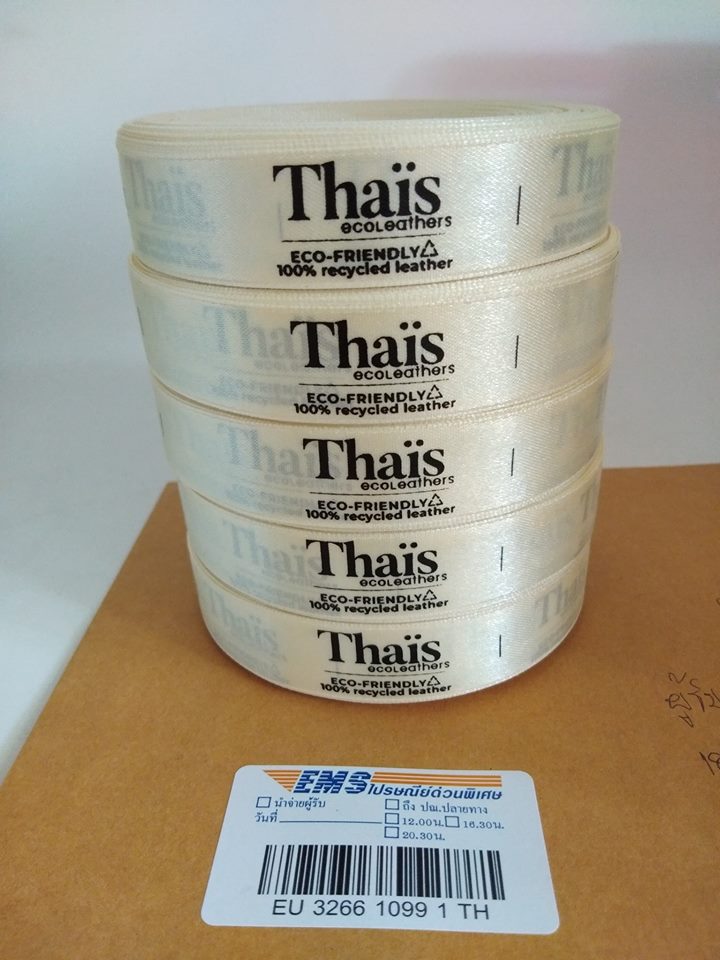 Thaïs
ecoLeathers
ECO-FRIENDLY
100% recycled leather
Thaïs
ecoLeathers
ECO-FRIENDLY
100% recycled leather
Thaïs
ecoLeathers
ECO-FRIENDLY
100% recycled leather
Thaïs
ecoLeathers
ECO-FRIENDLY
100% recycled leather
Thaïs
ecoLeathers
ECO-FRIENDLY
100% recycled leather
EMS ไปรษณีย์ด่วนพิเศษ
นำจ่ายผู้รับ ถึง ปณ.ปลายทาง
วันที่ 12.00น. 16.30น.
20.30น.
EU 3266 1099 1 TH